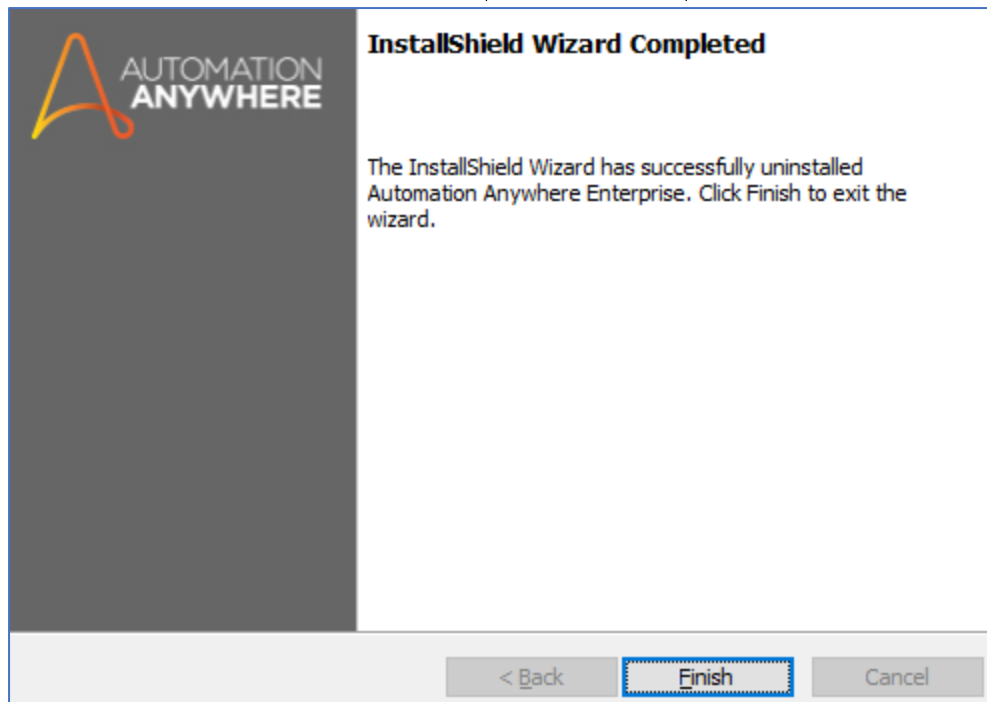 AUTOMATION
ANYWHERE
InstallShield Wizard Completed
The InstallShield Wizard has successfully uninstalled
Automation Anywhere Enterprise. Click Finish to exit the
wizard.
< Back
Finish
Cancel